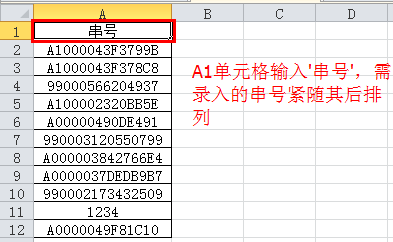 A B C D
1 串号
2 A1000043F3799B
3 A1000043F378C8
4 99000566204937
5 A100002320BB5E
6 A00000490DE491
7 990003120550799
8 A000003842766E4
9 A0000037DEDB9B7
10 990002173432509
11 1234
12 A0000049F81C10
A1单元格输入'串号'，需
录入的串号紧随其后排
列